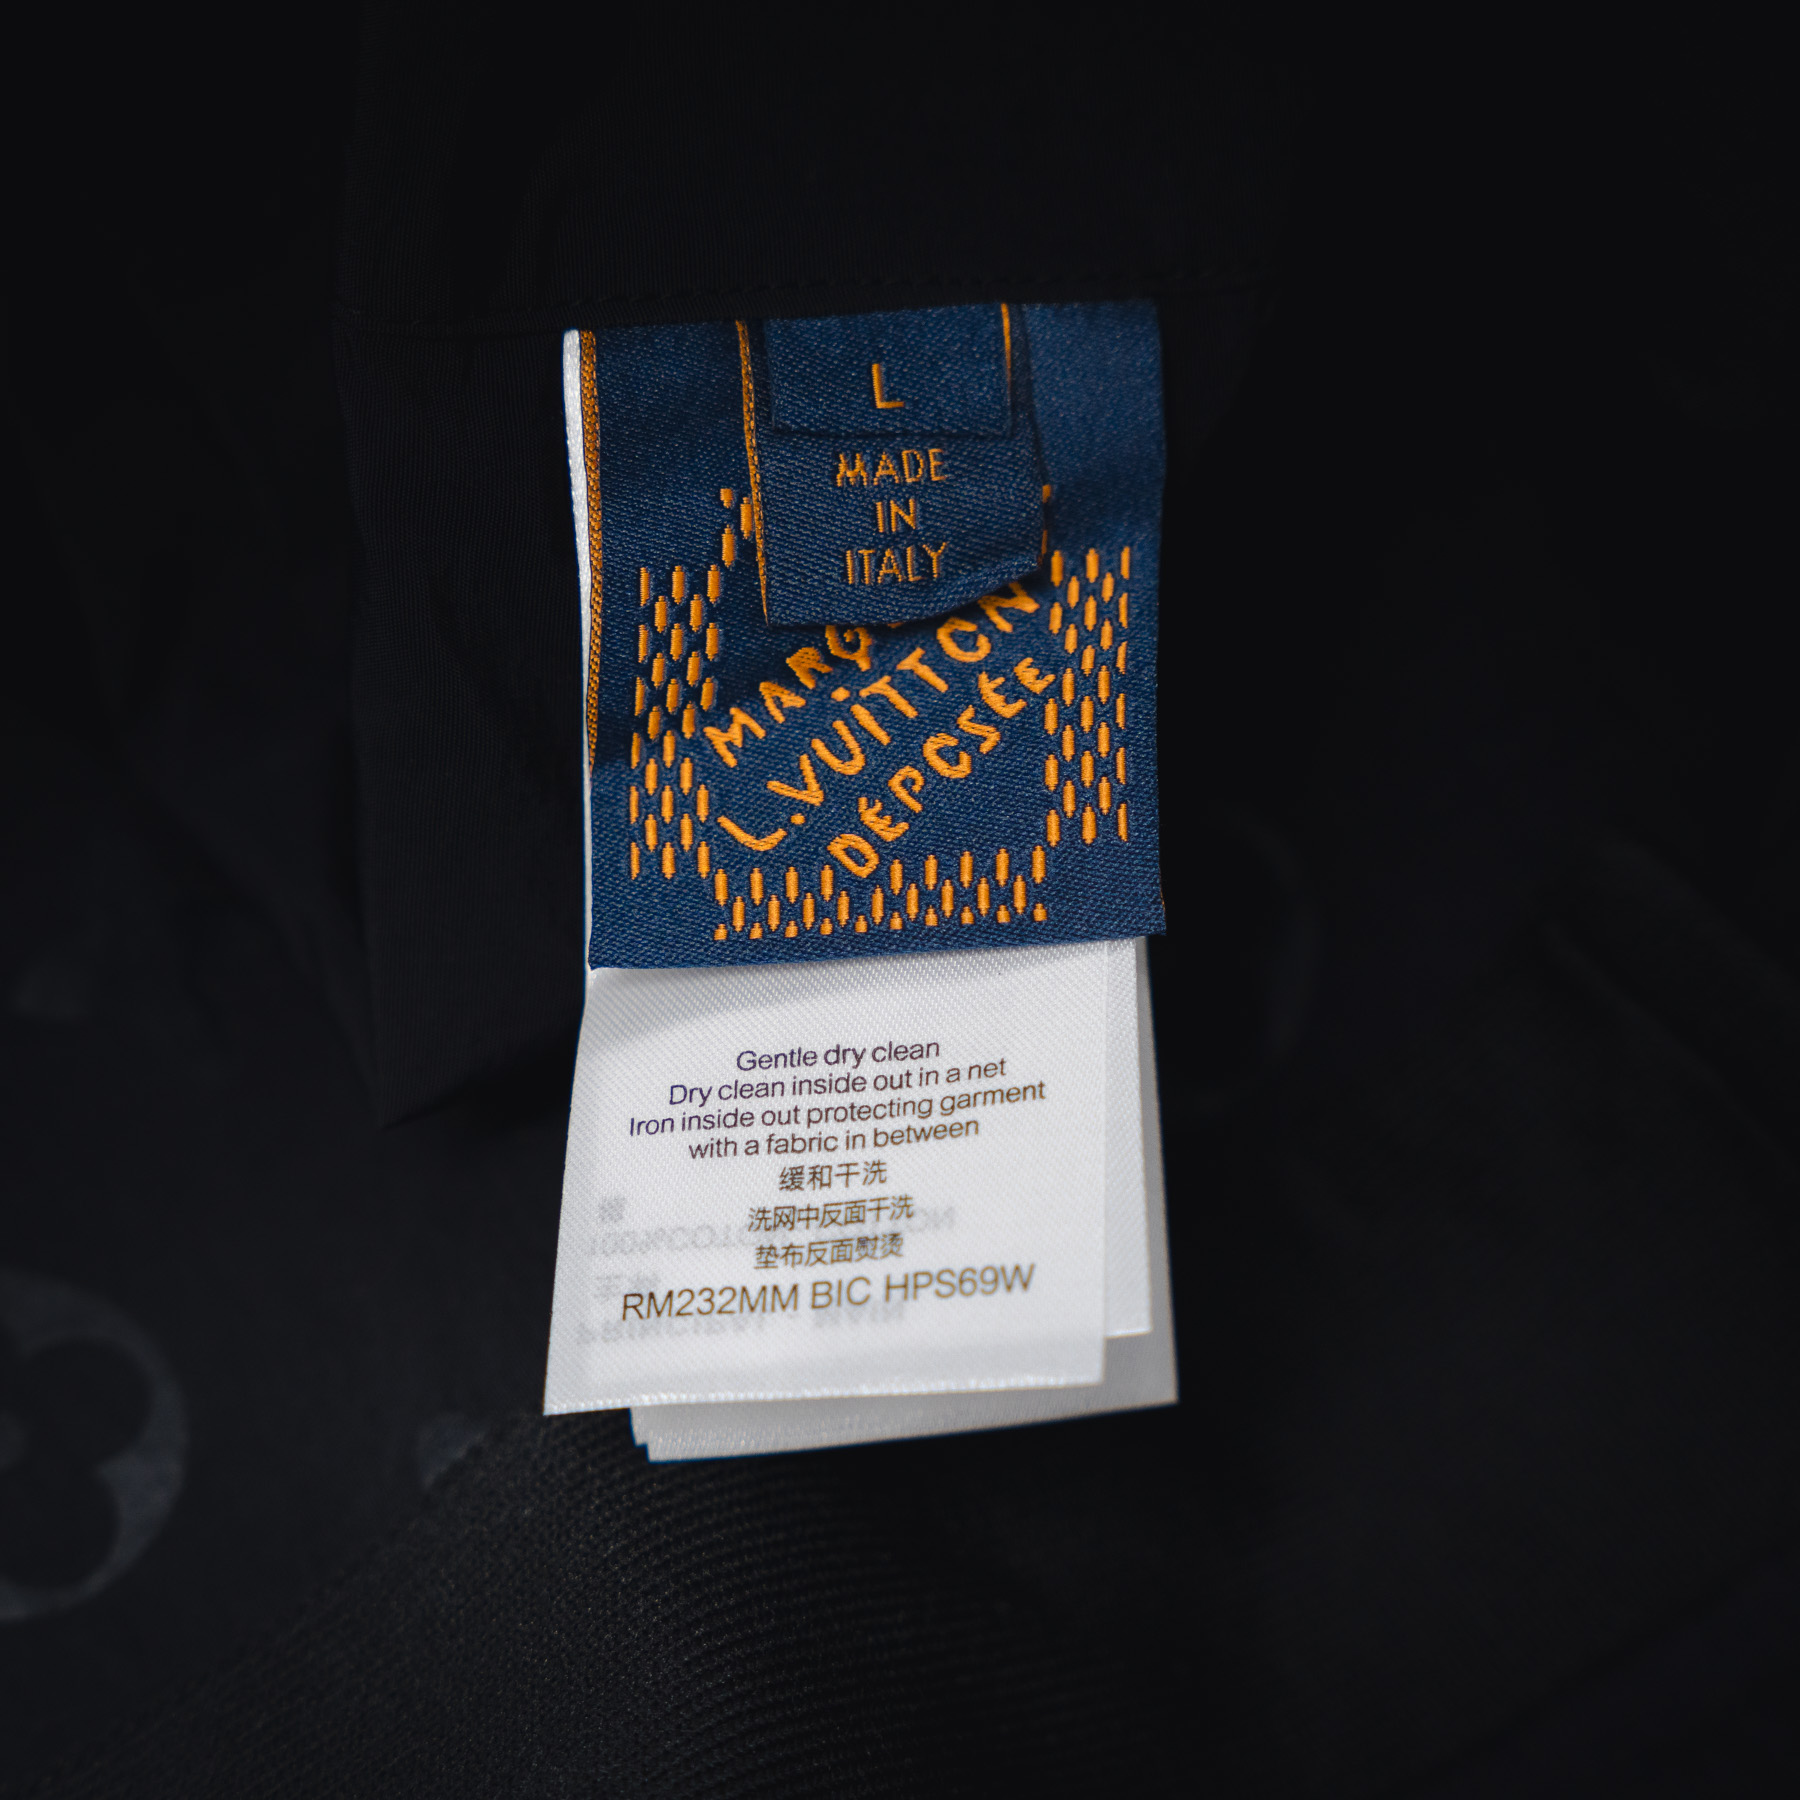 L
MADE
IN
ITALY
L.VUITTON
DEPOSÉE
Gentle dry clean
Dry clean inside out in a net
Iron inside out protecting garment
with a fabric in between
缓和干洗
洗网中反面干洗
垫布反面熨烫
RM232MM BIC HPS69W